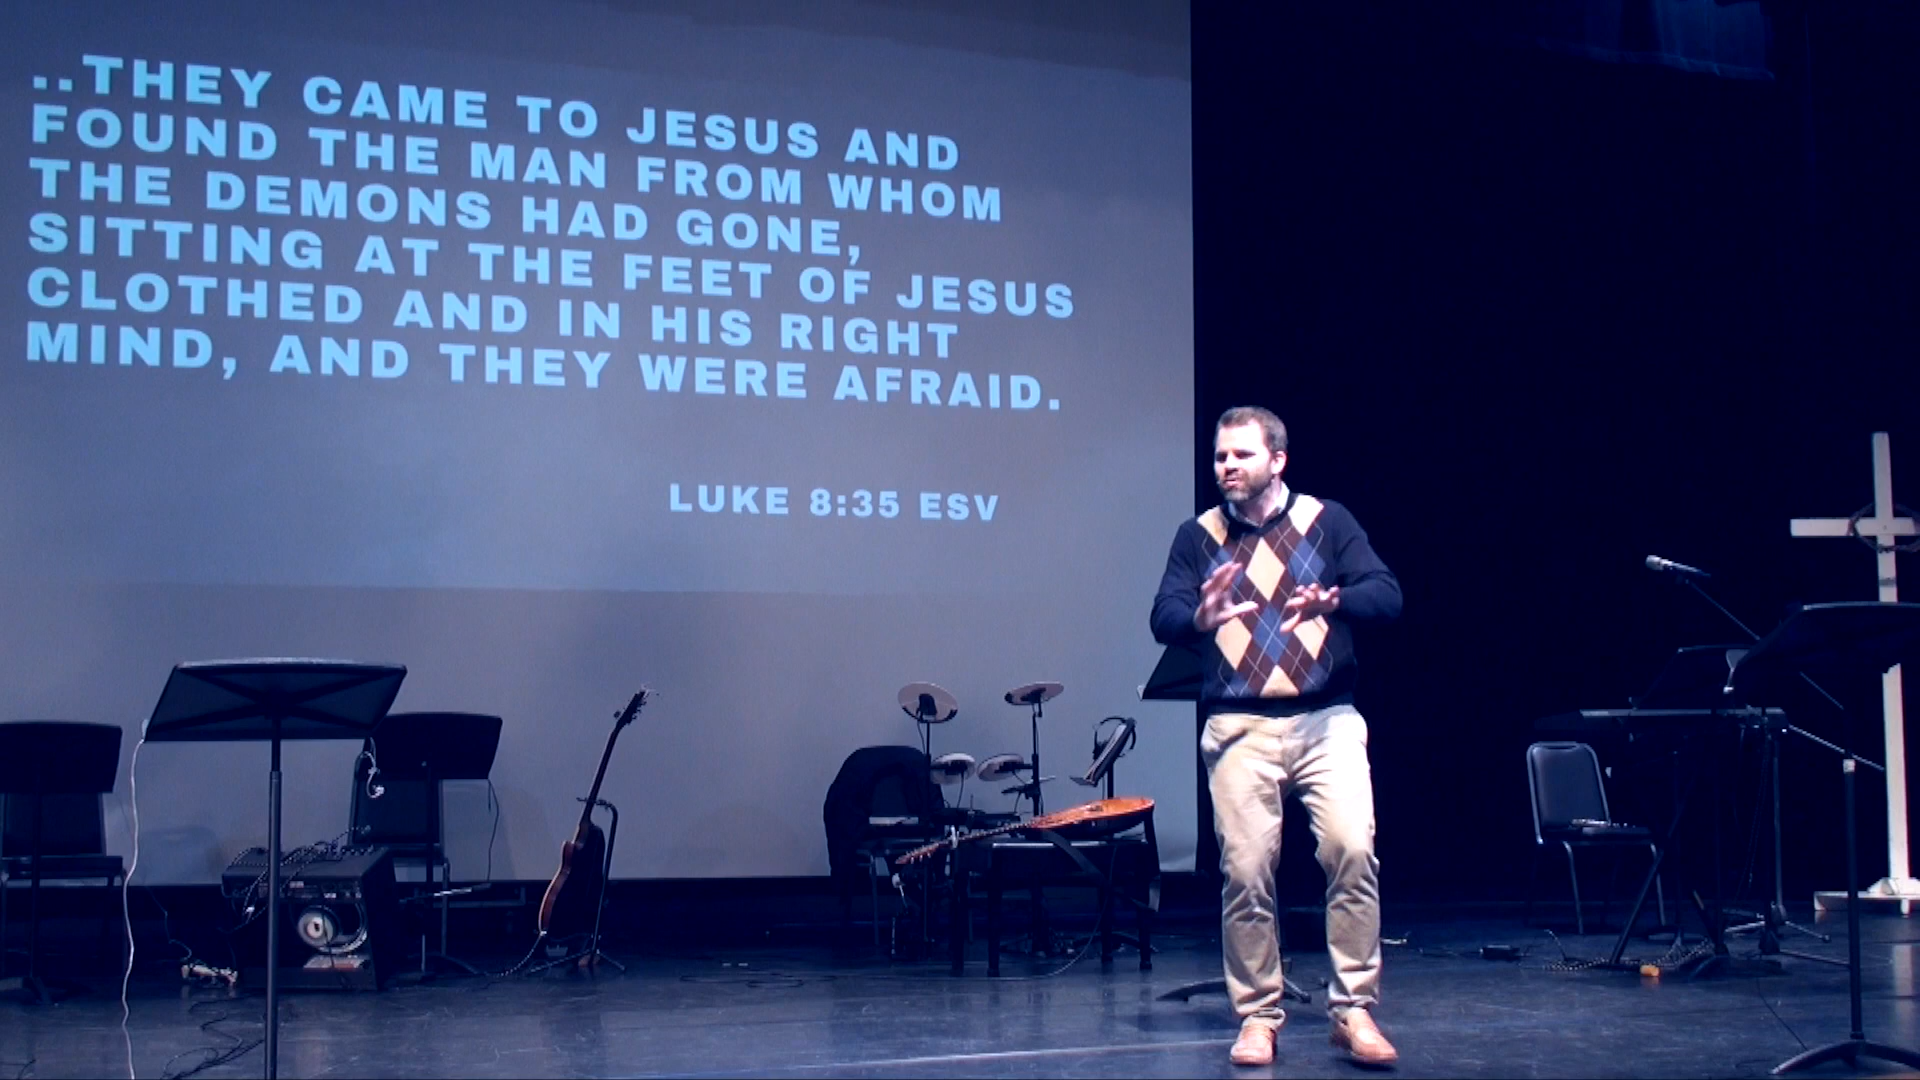 ..THEY CAME TO JESUS AND
FOUND THE MAN FROM WHOM
THE DEMONS HAD GONE,
SITTING AT THE FEET OF JESUS
CLOTHED AND IN HIS RIGHT
MIND, AND THEY WERE AFRAID.
LUKE 8:35 ESV